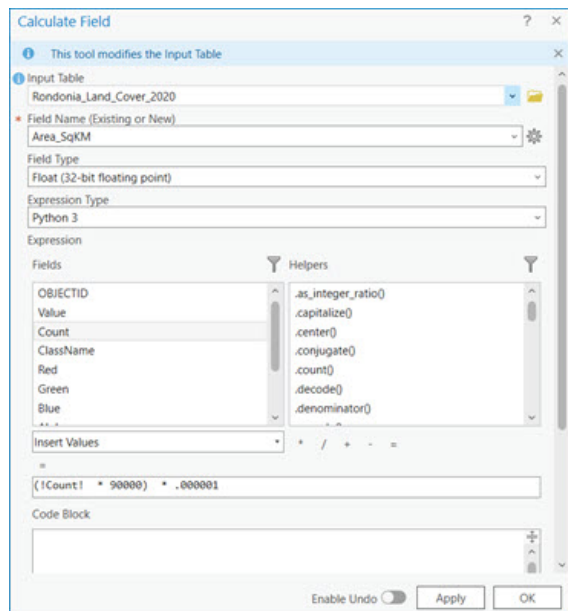 Calculate Field ? ×
This tool modifies the Input Table ×
Input Table
Rondonia_Land_Cover_2020
* Field Name (Existing or New)
Area_SqKM
Field Type
Float (32-bit floating point)
Expression Type
Python 3
Expression
Fields Helpers
OBJECTID .as_integer_ratio()
Value .capitalize()
Count .center()
ClassName .conjugate()
Red .count()
Green .decode()
Blue .denominator()
Insert Values * / + - =
=
(!Count! * 90000) * .000001
Code Block
Enable Undo Apply OK